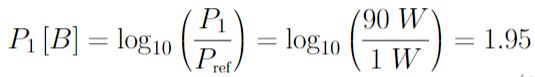 P₁ [B] = log₁₀ (P₁ / P_ref) = log₁₀ (90 W / 1 W) = 1.95